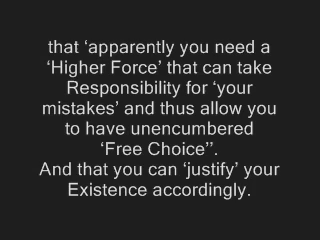 that ‘apparently you need a
‘Higher Force’ that can take
Responsibility for ‘your
mistakes’ and thus allow you
to have unencumbered
‘Free Choice’’.
And that you can ‘justify’ your
Existence accordingly.